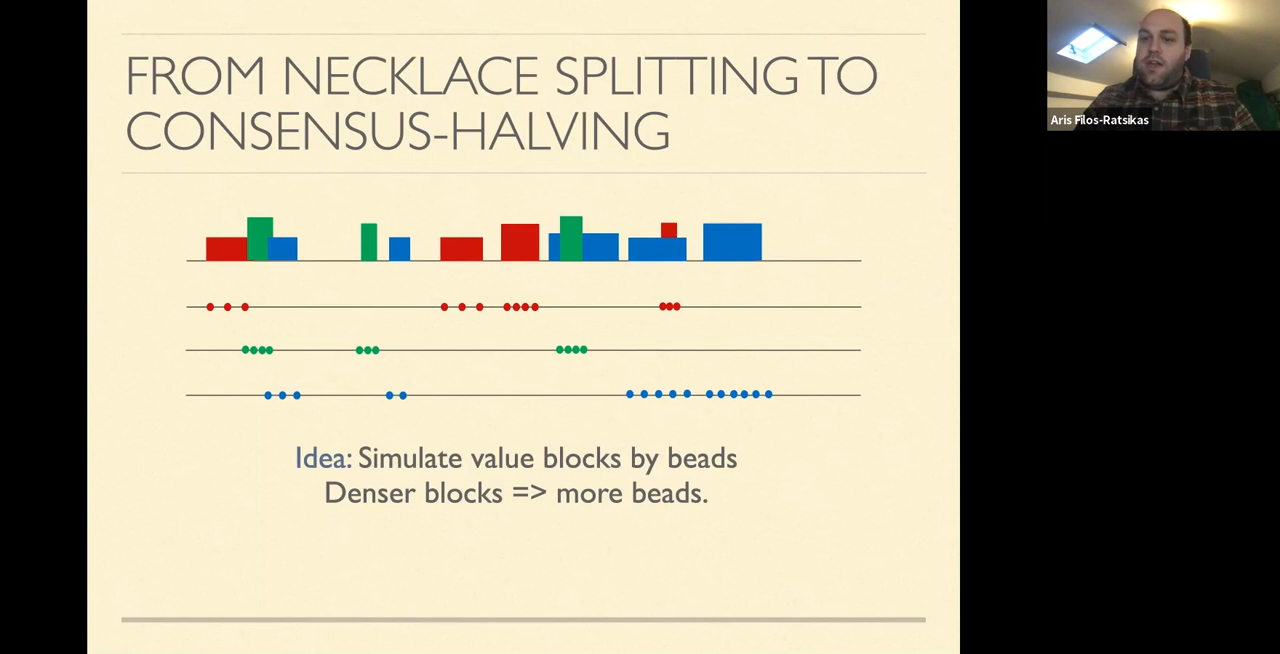 FROM NECKLACE SPLITTING TO
CONSENSUS-HALVING
Aris Filos-Ratsikas
Idea: Simulate value blocks by beads
Denser blocks => more beads.